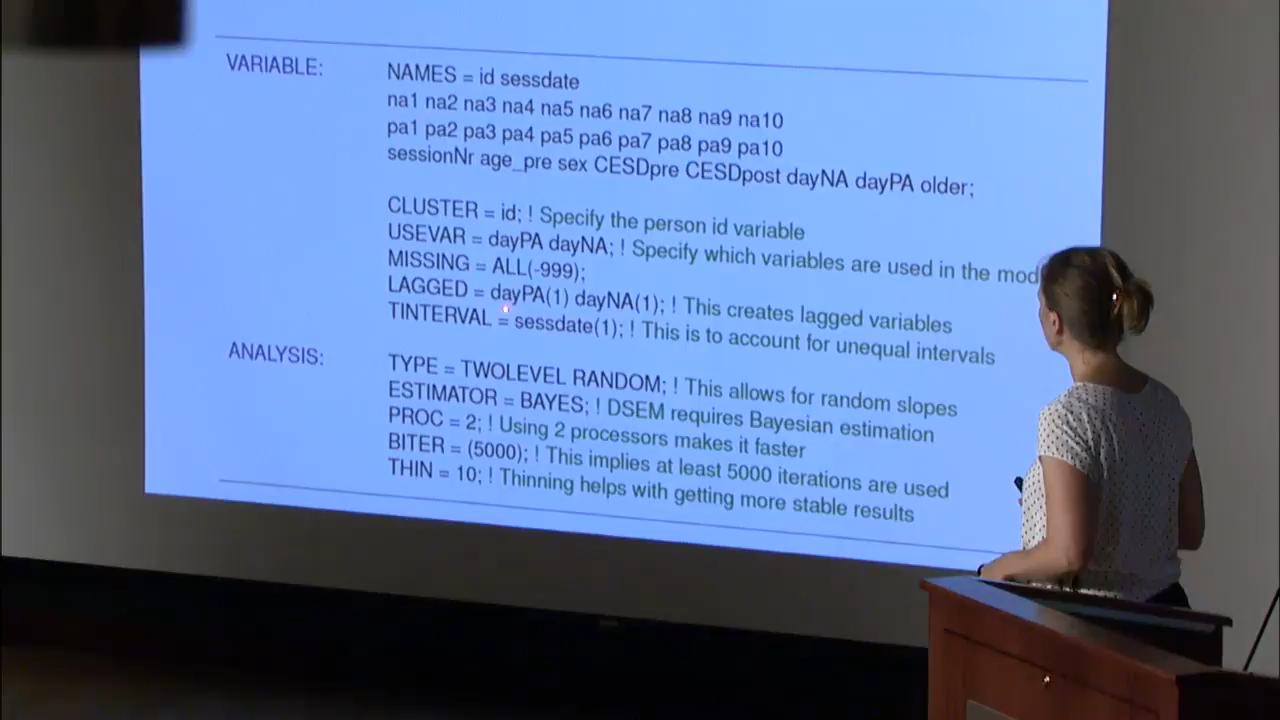 VARIABLE: NAMES = id sessdate
na1 na2 na3 na4 na5 na6 na7 na8 na9 na10
pa1 pa2 pa3 pa4 pa5 pa6 pa7 pa8 pa9 pa10
sessionNr age_pre sex CESDpre CESDpost dayNA dayPA older;
CLUSTER = id; ! Specify the person id variable
USEVAR = dayPA dayNA; ! Specify which variables are used in the mod
MISSING = ALL(-999);
LAGGED = dayPA(1) dayNA(1); ! This creates lagged variables
TINTERVAL = sessdate(1); ! This is to account for unequal intervals
ANALYSIS: TYPE = TWOLEVEL RANDOM; ! This allows for random slopes
ESTIMATOR = BAYES; ! DSEM requires Bayesian estimation
PROC = 2; ! Using 2 processors makes it faster
BITER = (5000); ! This implies at least 5000 iterations are used
THIN = 10; ! Thinning helps with getting more stable results